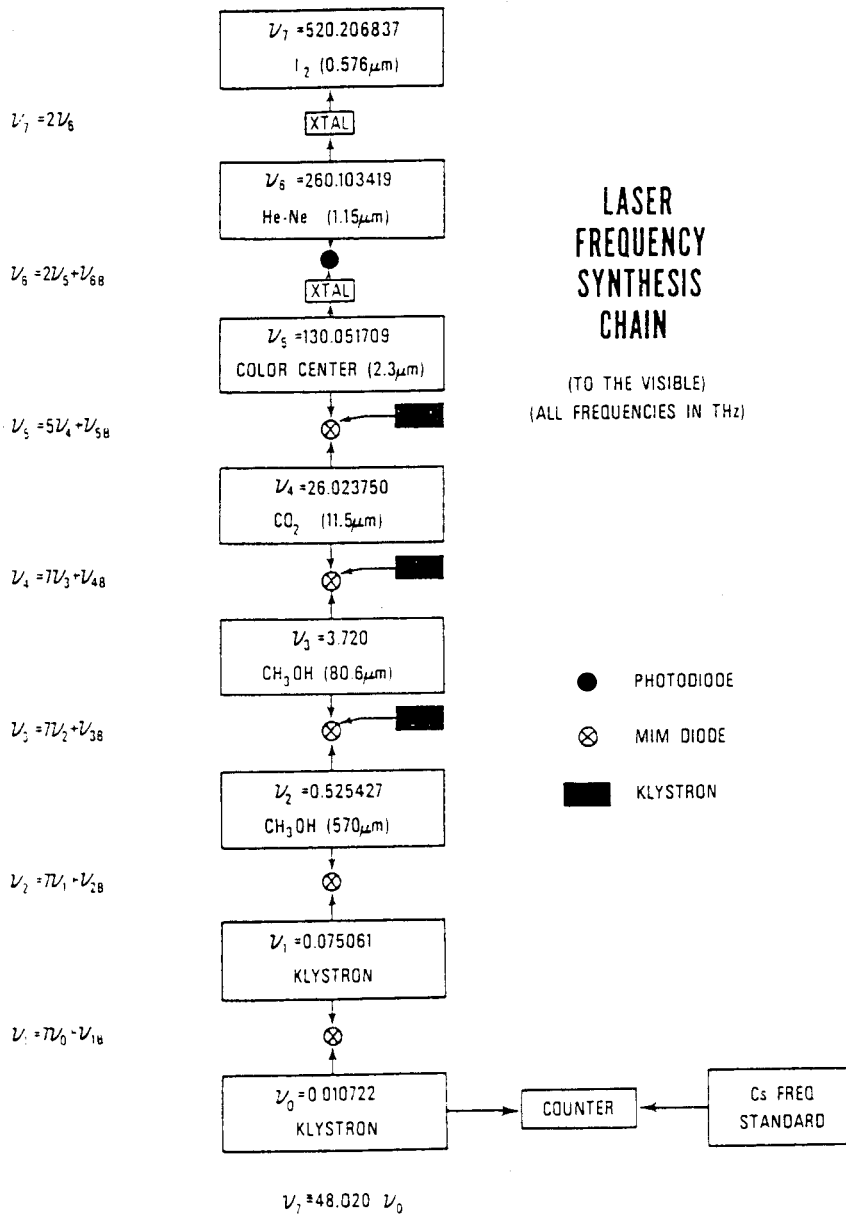 ν₇ =520.206837
I₂ (0.576μm)
ν₇ =2ν₆
XTAL
ν₆ =260.103419
He-Ne (1.15μm)
LASER
FREQUENCY
SYNTHESIS
CHAIN
ν₆ =2ν₅+ν₆B
XTAL
ν₅ =130.051709
COLOR CENTER (2.3μm)
(TO THE VISIBLE)
(ALL FREQUENCIES IN THz)
ν₅ =5ν₄+ν₅B
ν₄ =26.023750
CO₂ (11.5μm)
ν₄ =7ν₃+ν₄B
ν₃ =3.720
CH₃OH (80.6μm)
PHOTODIODE
ν₃ =7ν₂+ν₃B
MIM DIODE
ν₂ =0.525427
CH₃OH (570μm)
KLYSTRON
ν₂ =7ν₁-ν₂B
ν₁ =0.075061
KLYSTRON
ν₁ =7ν₀-ν₁B
ν₀=0.010722
KLYSTRON
COUNTER
Cs FREQ
STANDARD
ν₇ =48.020 ν₀